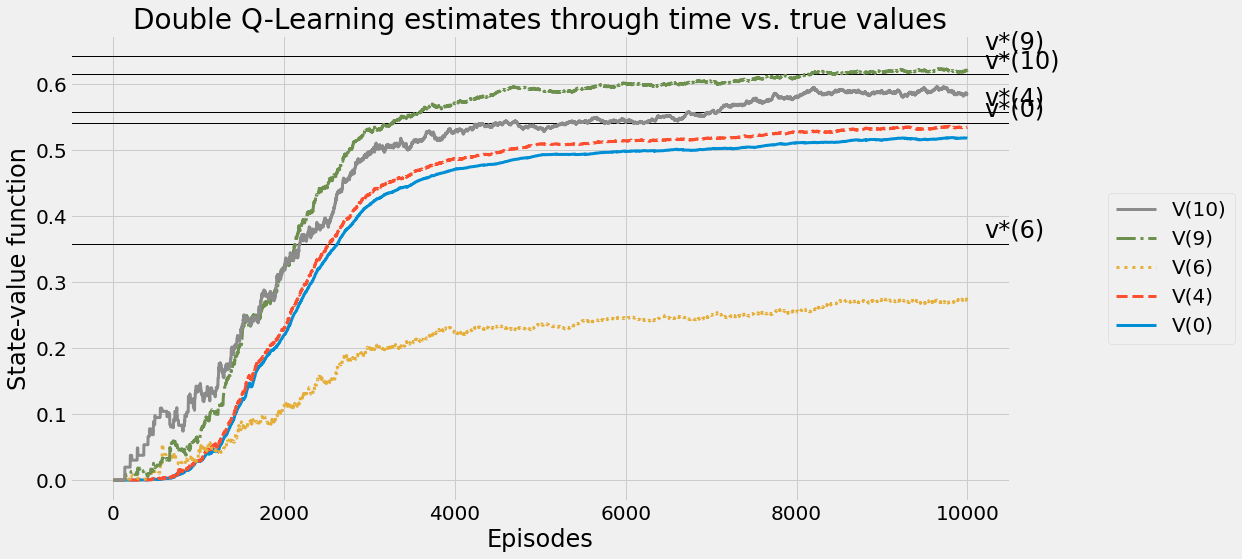 Double Q-Learning estimates through time vs. true values
State-value function
0.6
0.5
0.4
0.3
0.2
0.1
0.0
0
2000
4000
6000
8000
10000
Episodes
v*(9)
v*(10)
v*(4)
v*(0)
v*(6)
V(10)
V(9)
V(6)
V(4)
V(0)